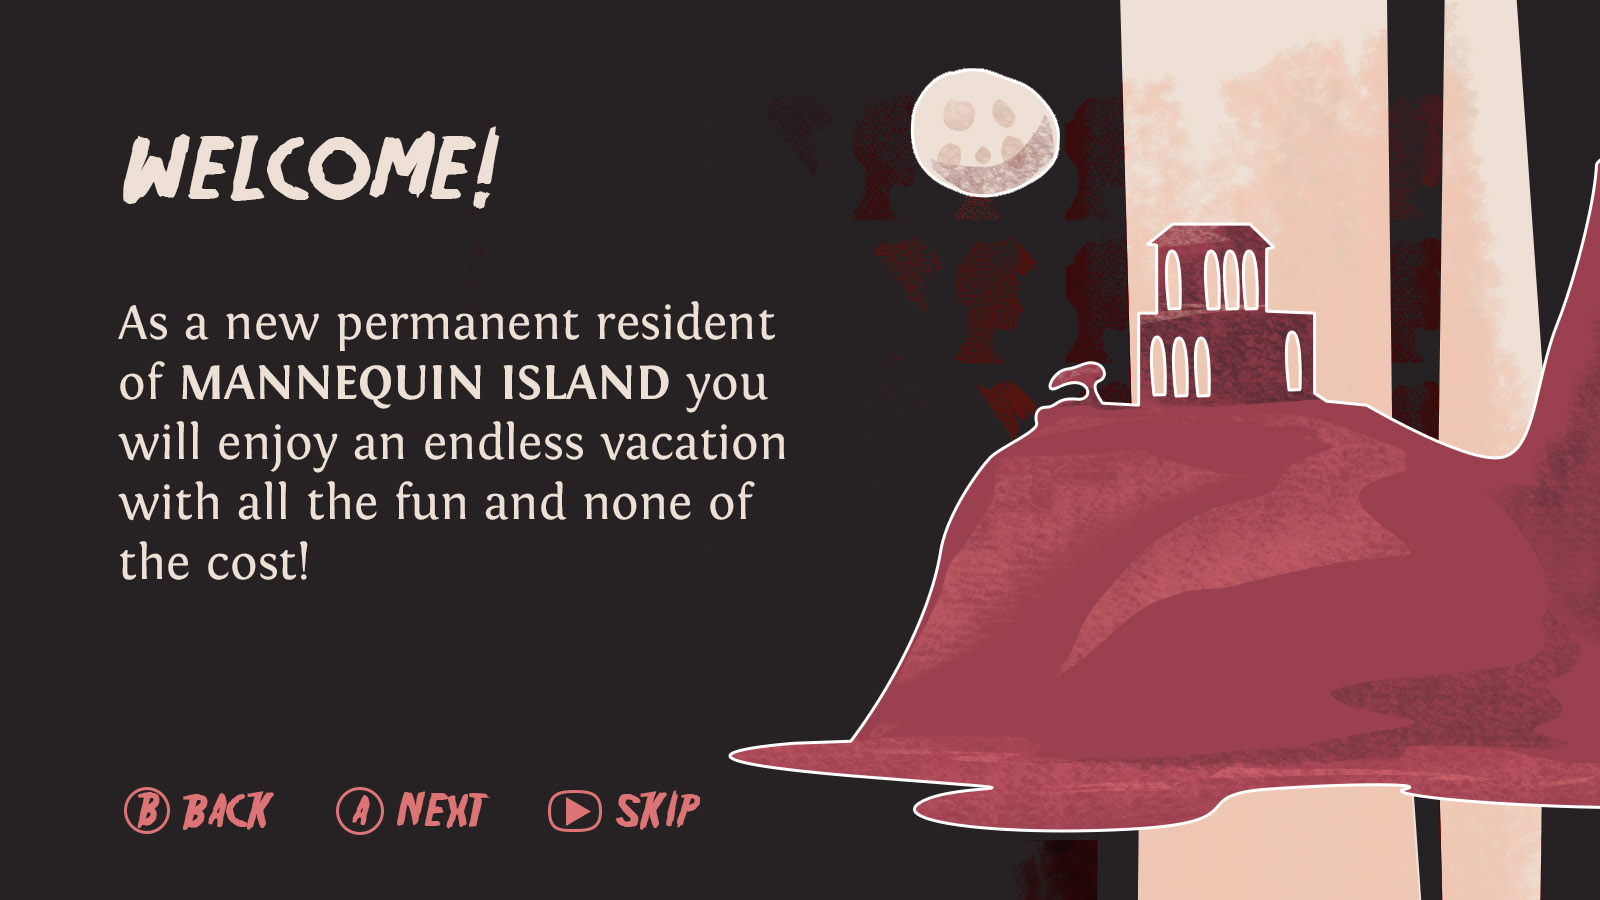 WELCOME!
As a new permanent resident
of MANNEQUIN ISLAND you
will enjoy an endless vacation
with all the fun and none of
the cost!
B BACK A NEXT SKIP